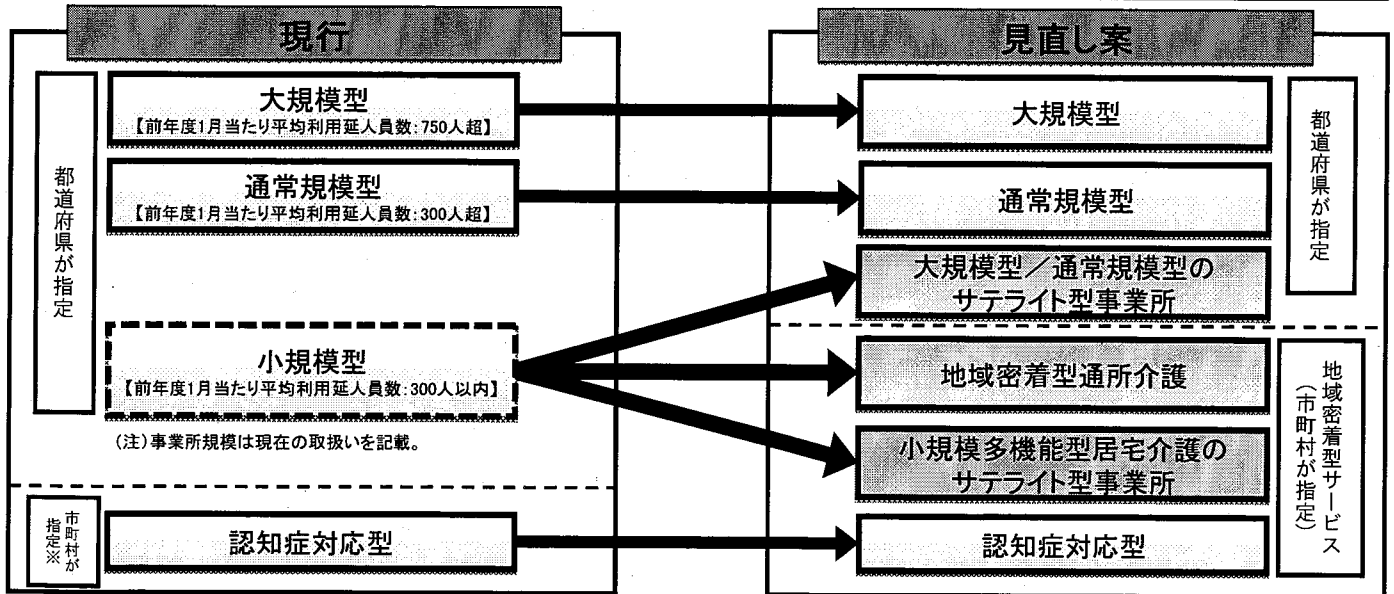 現行
都道府県が指定
大規模型
【前年度1月当たり平均利用延人員数:750人超】
通常規模型
【前年度1月当たり平均利用延人員数:300人超】
小規模型
【前年度1月当たり平均利用延人員数:300人以内】
(注)事業所規模は現在の取扱いを記載。
市町村が
指定※
認知症対応型
見直し案
大規模型
通常規模型
大規模型/通常規模型の
サテライト型事業所
都道府県が指定
地域密着型通所介護
小規模多機能型居宅介護の
サテライト型事業所
認知症対応型
地域密着型サービス
(市町村が指定)